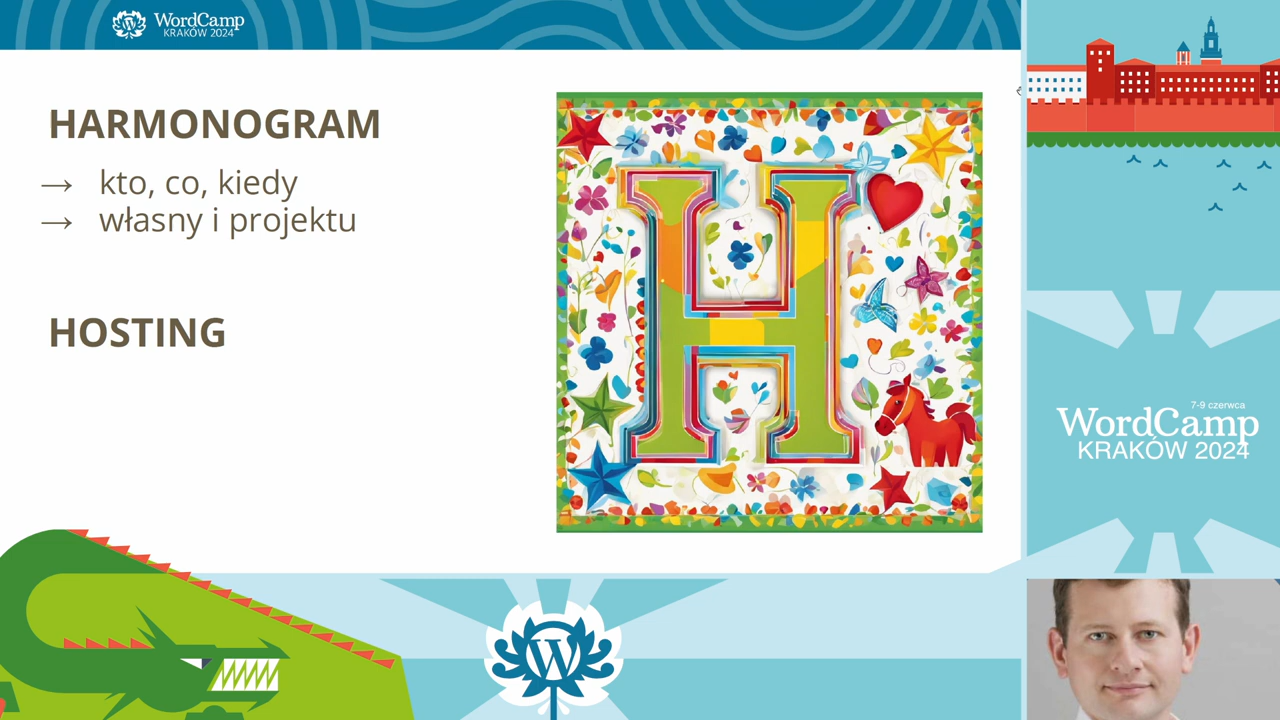 WordCamp
KRAKÓW 2024
HARMONOGRAM
→ kto, co, kiedy
→ własny i projektu
HOSTING
H
7-9 czerwca
WordCamp
KRAKÓW 2024
W